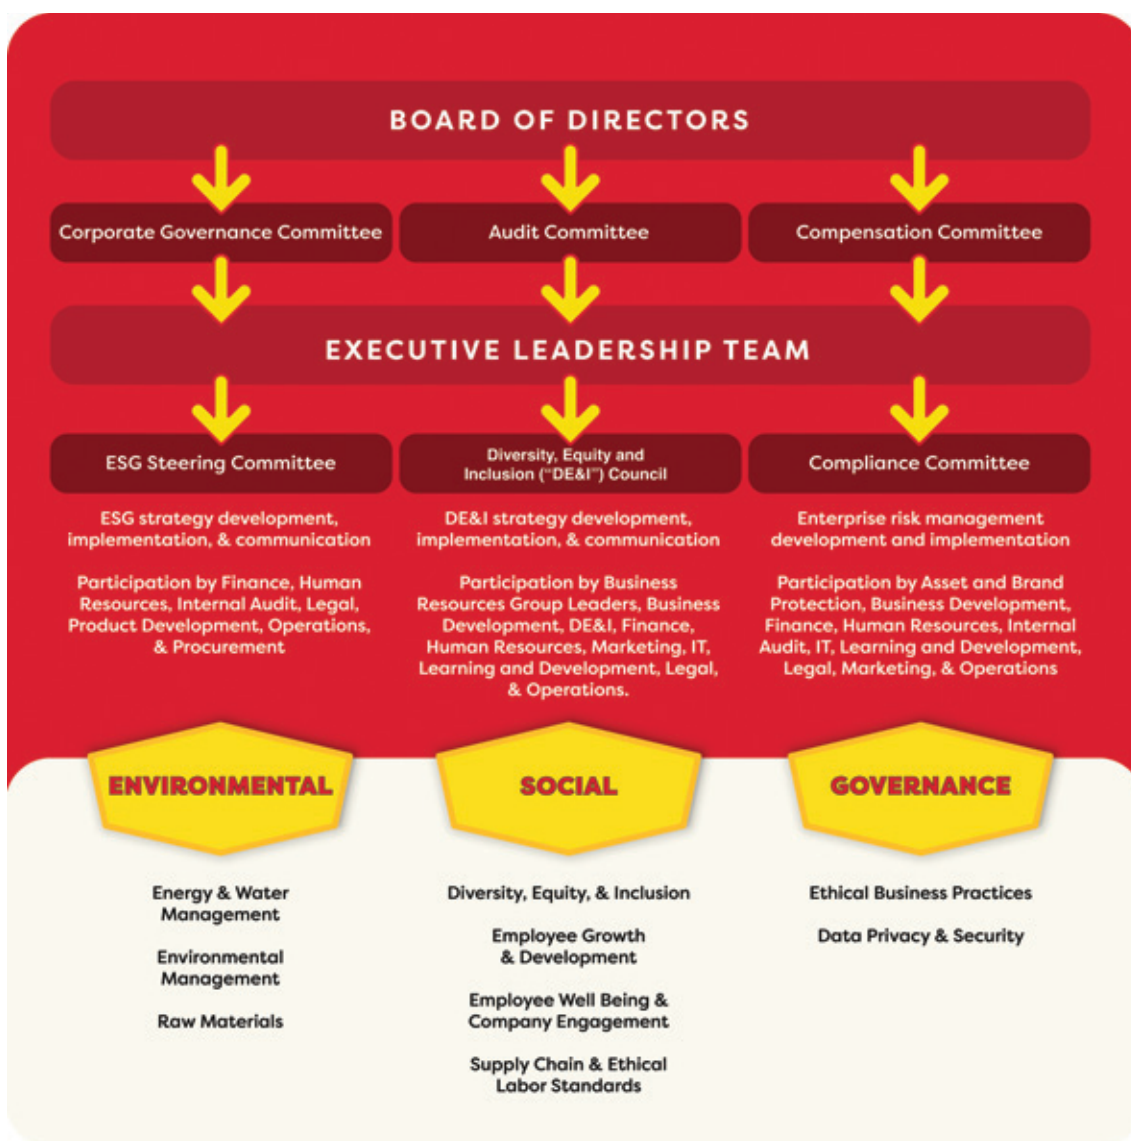 BOARD OF DIRECTORS
Corporate Governance Committee
Audit Committee
Compensation Committee
EXECUTIVE LEADERSHIP TEAM
ESG Steering Committee
Diversity, Equity and
Inclusion ("DE&I") Council
Compliance Committee
ESG strategy development,
implementation, & communication
Participation by Finance, Human
Resources, Internal Audit, Legal,
Product Development, Operations,
& Procurement
DE&I strategy development,
implementation, & communication
Participation by Business
Resources Group Leaders, Business
Development, DE&I, Finance,
Human Resources, Marketing, IT,
Learning and Development, Legal,
& Operations.
Enterprise risk management
development and implementation
Participation by Asset and Brand
Protection, Business Development,
Finance, Human Resources, Internal
Audit, IT, Learning and Development,
Legal, Marketing, & Operations
ENVIRONMENTAL
Energy & Water
Management
Environmental
Management
Raw Materials
SOCIAL
Diversity, Equity, & Inclusion
Employee Growth
& Development
Employee Well Being &
Company Engagement
Supply Chain & Ethical
Labor Standards
GOVERNANCE
Ethical Business Practices
Data Privacy & Security